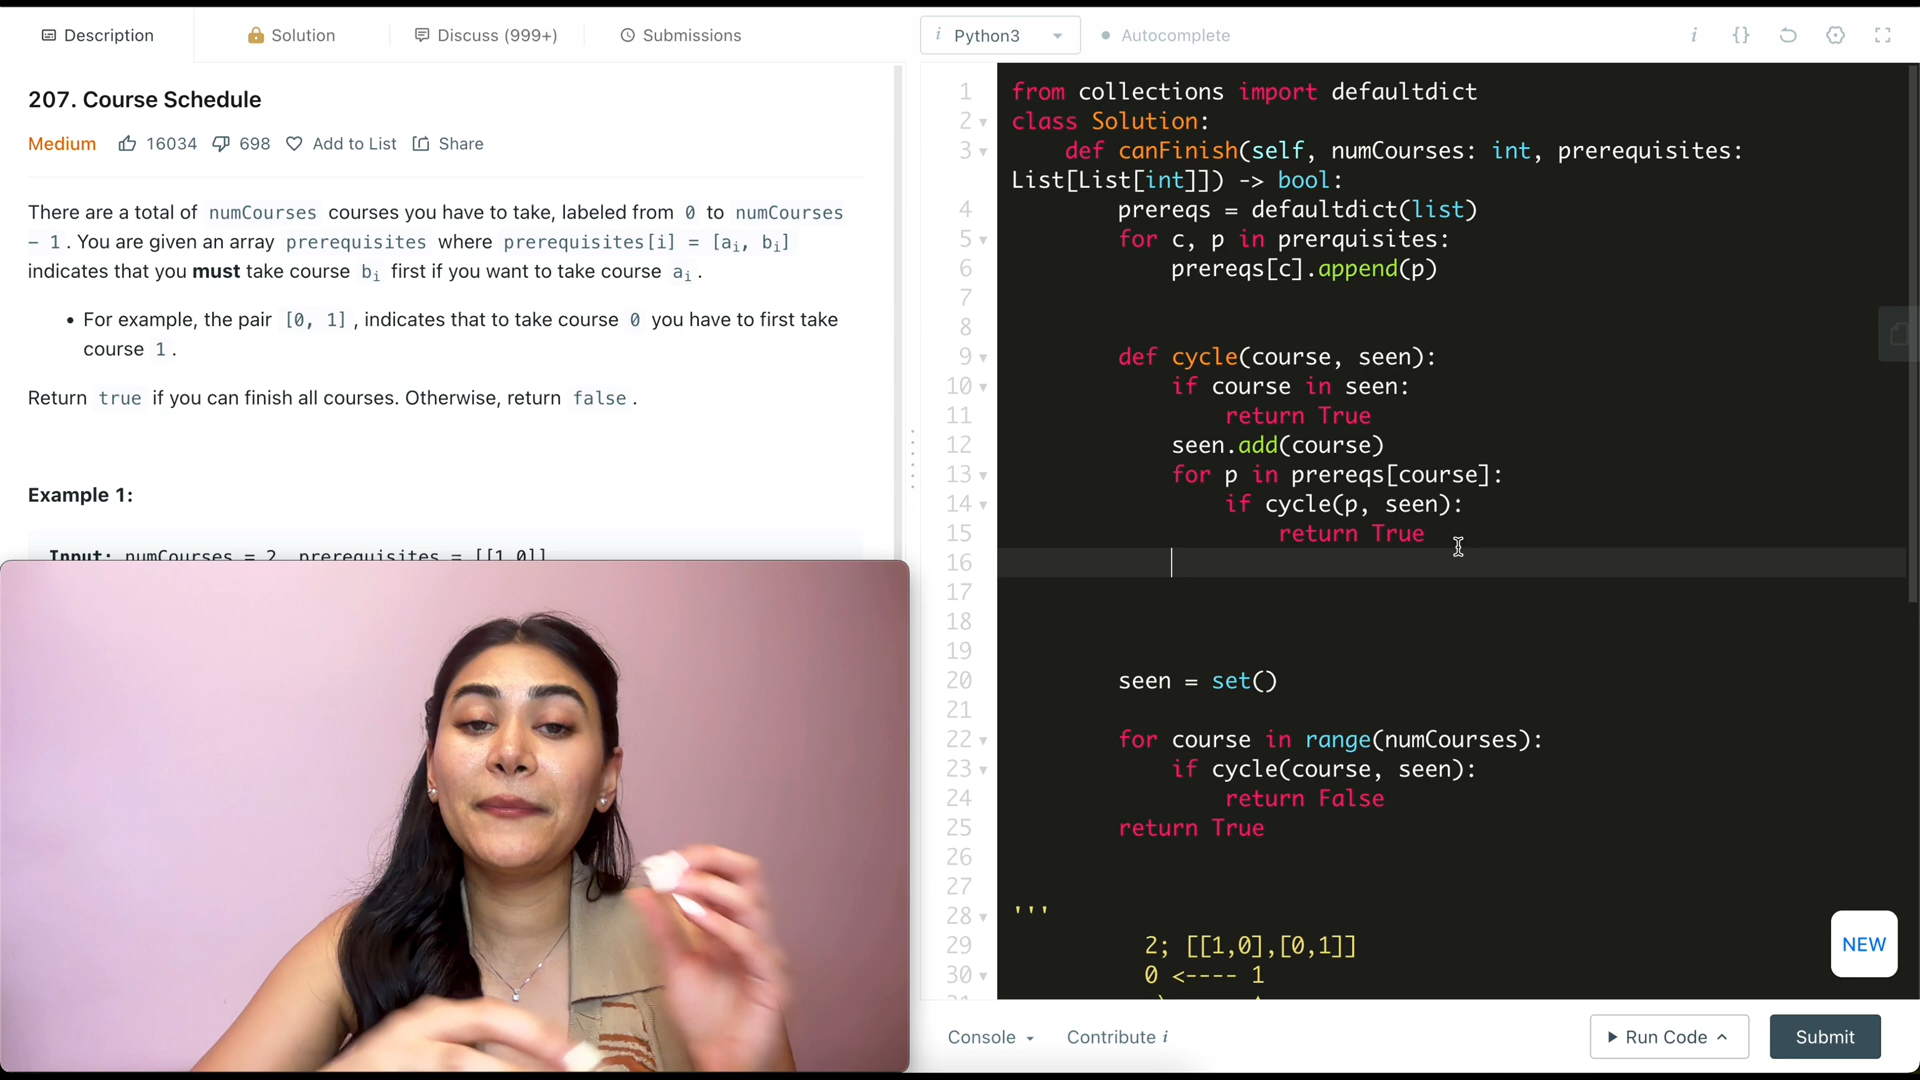 Description
Solution
Discuss (999+)
Submissions
207. Course Schedule
Medium 16034 698 Add to List Share
There are a total of numCourses courses you have to take, labeled from 0 to numCourses
- 1. You are given an array prerequisites where prerequisites[i] = [ai, bi]
indicates that you must take course bi first if you want to take course ai.
• For example, the pair [0, 1], indicates that to take course 0 you have to first take
course 1.
Return true if you can finish all courses. Otherwise, return false.
Example 1:
Input: numCourses = 2, prerequisites = [[1,0]]
i Python3
Autocomplete
i {}
1 from collections import defaultdict
2 class Solution:
3 def canFinish(self, numCourses: int, prerequisites:
List[List[int]]) -> bool:
4 prereqs = defaultdict(list)
5 for c, p in prerquisites:
6 prereqs[c].append(p)
7
8
9 def cycle(course, seen):
10 if course in seen:
11 return True
12 seen.add(course)
13 for p in prereqs[course]:
14 if cycle(p, seen):
15 return True
16
17
18
19
20 seen = set()
21
22 for course in range(numCourses):
23 if cycle(course, seen):
24 return False
25 return True
26
27
28 '''
29 2; [[1,0],[0,1]]
30 0 <---- 1
NEW
Console
Contribute i
Run Code
Submit